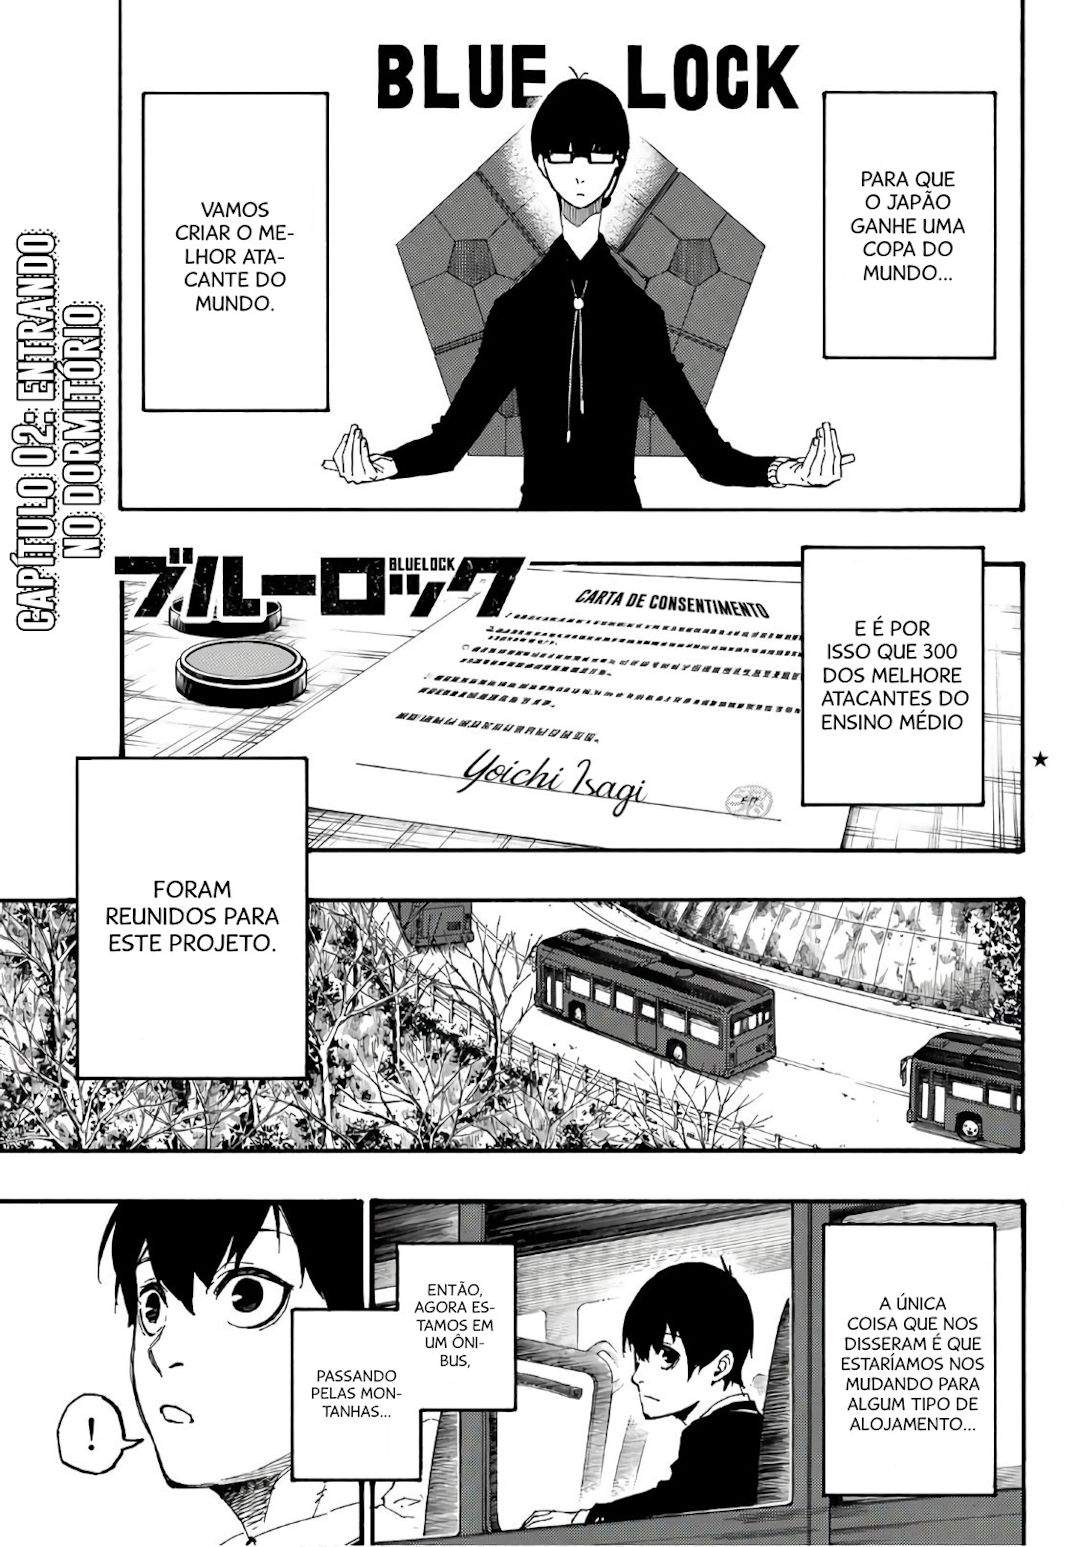 BLUE LOCK
PARA QUE
O JAPÃO
GANHE UMA
COPA DO
MUNDO...
VAMOS
CRIAR O ME-
LHOR ATA-
CANTE DO
MUNDO.
CAPÍTULO 02: ENTRANDO
NO DORMITÓRIO
ブルーロック
BLUELOCK
CARTA DE CONSENTIMENTO
Yoichi Isagi
E É POR
ISSO QUE 300
DOS MELHORE
ATACANTES DO
ENSINO MÉDIO
★
FORAM
REUNIDOS PARA
ESTE PROJETO.
A ÚNICA
COISA QUE NOS
DISSERAM É QUE
ESTARÍAMOS NOS
MUDANDO PARA
ALGUM TIPO DE
ALOJAMENTO...
ENTÃO,
AGORA ES-
TAMOS EM
UM ÔNI-
BUS,
PASSANDO
PELAS MON-
TANHAS...
!